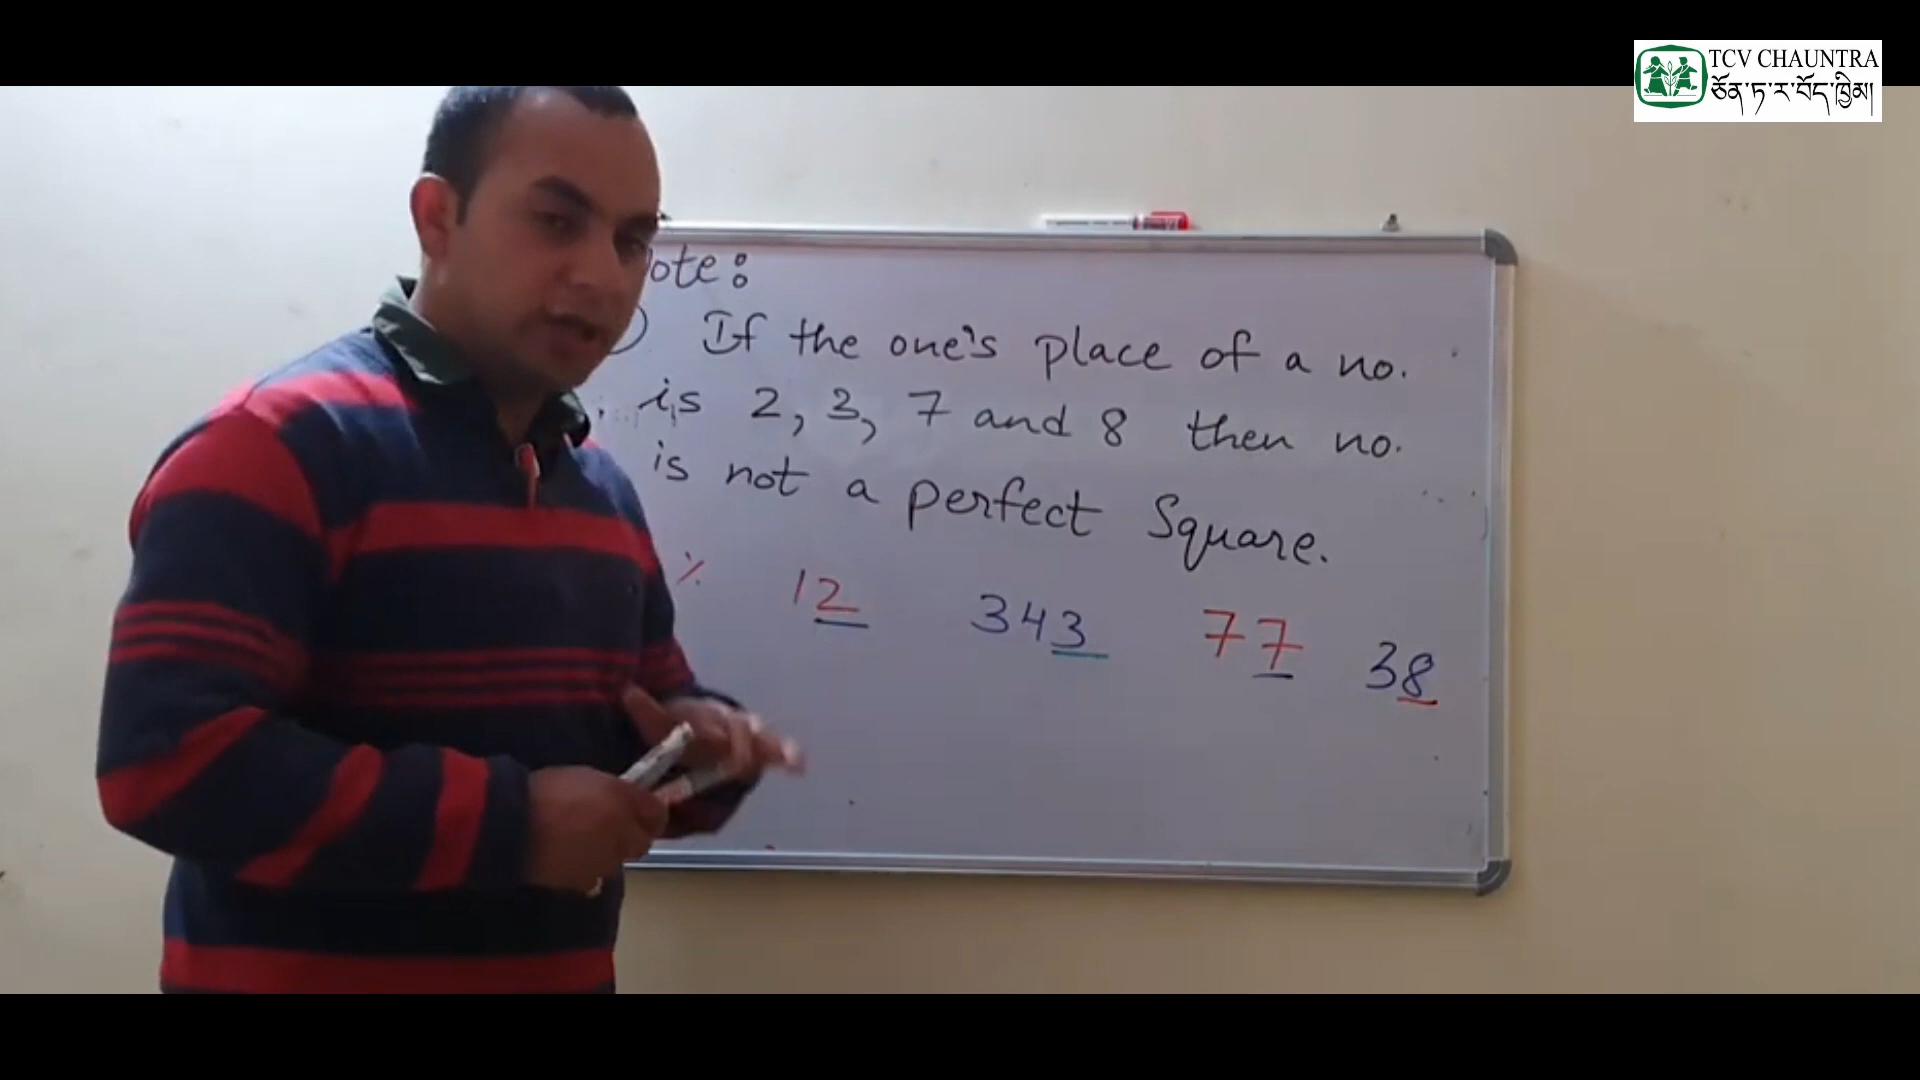 TCV CHAUNTRA
ཅོན་ཏ་ར་བོད་ཁྱིམ།
ote:
) If the one's place of a no.
is 2, 3, 7 and 8 then no.
is not a perfect Square.
12 343 77 38